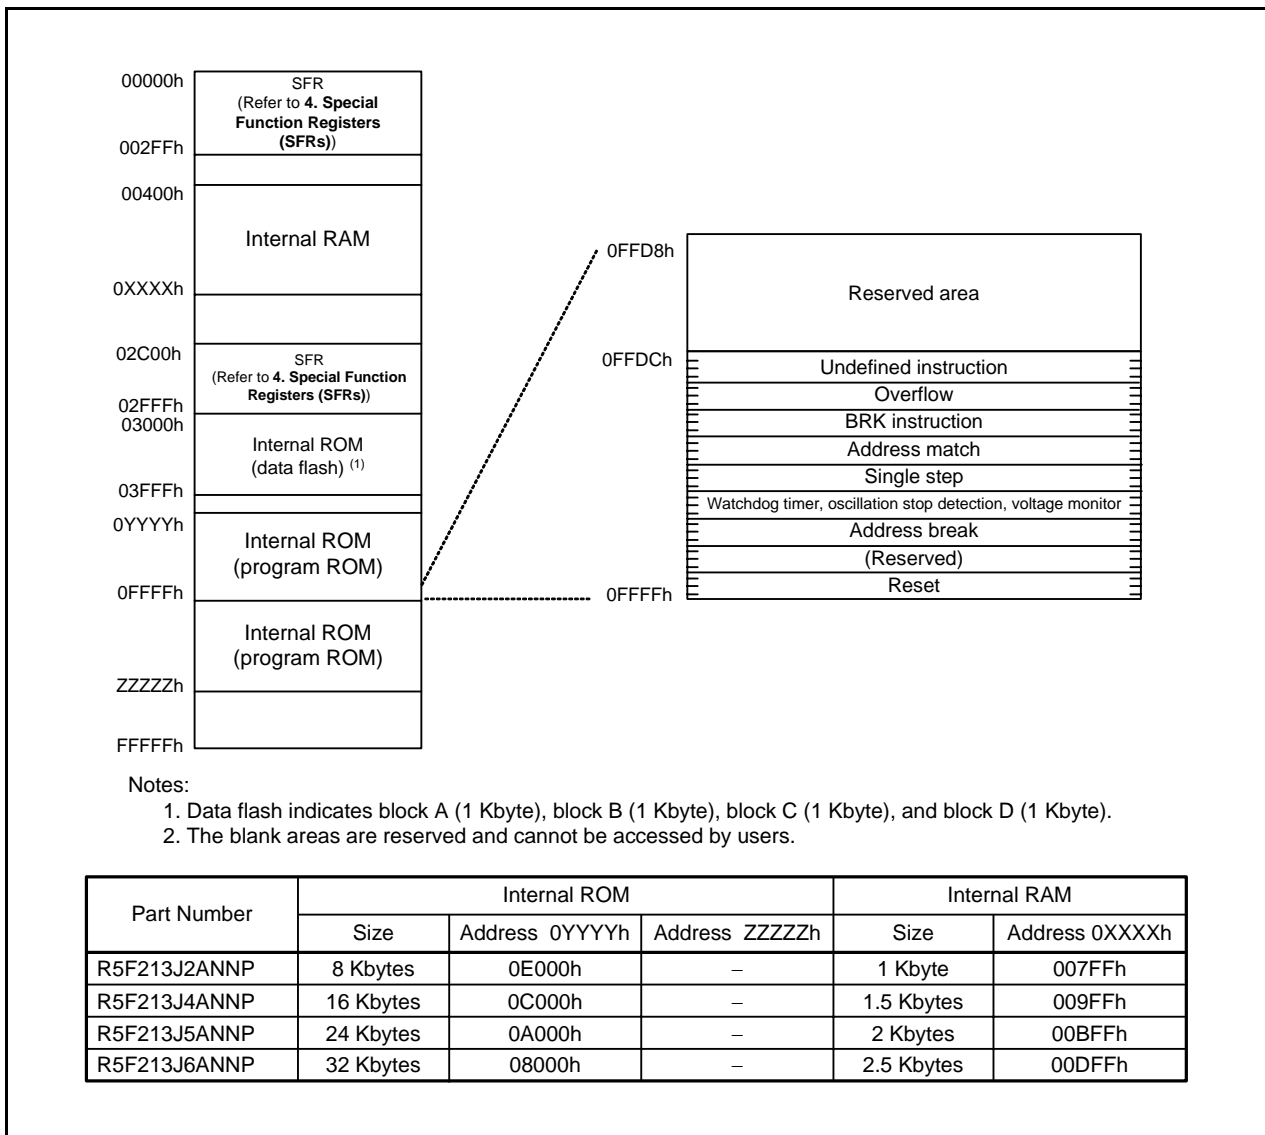 00000h
SFR
(Refer to 4. Special
Function Registers
(SFRs))
002FFh
00400h
Internal RAM
0XXXXh
02C00h
SFR
(Refer to 4. Special Function
Registers (SFRs))
02FFFh
03000h
Internal ROM
(data flash) (1)
03FFFh
0YYYYh
Internal ROM
(program ROM)
0FFFFh
Internal ROM
(program ROM)
ZZZZZh
FFFFFh
0FFD8h
Reserved area
0FFDCh
Undefined instruction
Overflow
BRK instruction
Address match
Single step
Watchdog timer, oscillation stop detection, voltage monitor
Address break
(Reserved)
Reset
0FFFFh
Notes:
1. Data flash indicates block A (1 Kbyte), block B (1 Kbyte), block C (1 Kbyte), and block D (1 Kbyte).
2. The blank areas are reserved and cannot be accessed by users.
Part Number Internal ROM Internal RAM
Size Address 0YYYYh Address ZZZZZh Size Address 0XXXXh
R5F213J2ANNP 8 Kbytes 0E000h – 1 Kbyte 007FFh
R5F213J4ANNP 16 Kbytes 0C000h – 1.5 Kbytes 009FFh
R5F213J5ANNP 24 Kbytes 0A000h – 2 Kbytes 00BFFh
R5F213J6ANNP 32 Kbytes 08000h – 2.5 Kbytes 00DFFh